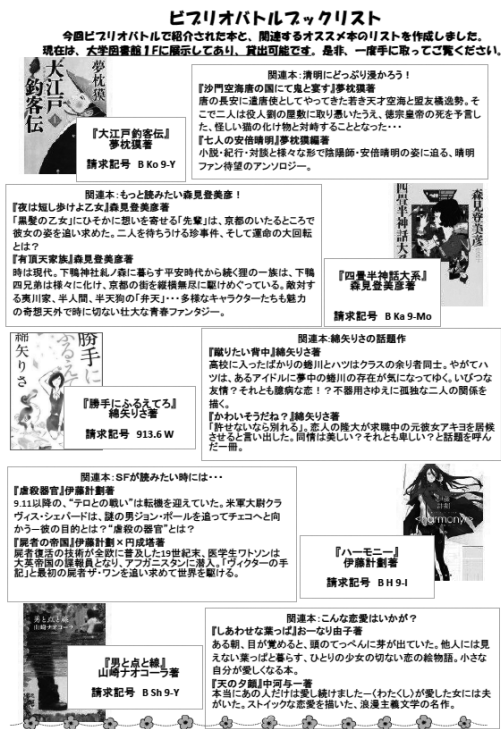 ビブリオバトルブックリスト
今回ビブリオバトルで紹介された本と、関連するオススメ本のリストを作成しました。
現在は、大学図書館1Fに展示してあり、貸出可能です。是非、一度手に取ってご覧ください。
夢枕獏
大江戸釣客伝
上
『大江戸釣客伝』
夢枕獏著
請求記号 B Ko 9-Y
関連本:清明にどっぷり漫かろう！
『沙門空海唐の国にて鬼と宴す』夢枕獏著
唐の長安に遣唐使としてやってきた若き天才空海と盟友橘逸勢。そ
こで二人は役人劉の屋敷に取り憑いたうえ、徳宗皇帝の死を予言し
た、怪しい猫の化け物と対峙することとなった・・・
『七人の安倍晴明』夢枕獏編著
小説・紀行・対談と様々な形で陰陽師・安倍晴明の姿に迫る、晴明
ファン待望のアンソロジー。
関連本:もっと読みたい森見登美彦！
『夜は短し歩けよ乙女』森見登美彦著
「黒髪の乙女」にひそかに想いを寄せる「先輩」は、京都のいたるところで
彼女の姿を追い求めた。二人を待ちうける珍事件、そして運命の大回転
とは？
『有頂天家族』森見登美彦著
時は現代。下鴨神社糺ノ森に暮らす平安時代から続く狸の一族は、下鴨
四兄弟は様々に化け、京都の街を縦横無尽に駆けめぐっている。敵対す
る夷川家、半人間、半天狗の「弁天」・・・多様なキャラクターたちも魅力
の奇想天外で時に切ない壮大な青春ファンタジー。
森見登美彦
四畳半神話大系
『四畳半神話大系』
森見登美彦著
請求記号 B Ka 9-Mo
勝手にふるえてろ
綿矢りさ
『勝手にふるえてろ』
綿矢りさ著
請求記号 913.6 W
関連本:綿矢りさの話題作
『蹴りたい背中』綿矢りさ著
高校に入ったばかりの蜷川とハツはクラスの余り者同士。やがてハ
ツは、あるアイドルに夢中の蜷川の存在が気になってゆく。いびつな
友情？それとも臆病な恋！？不器用さゆえに孤独な二人の関係を
描く。
『かわいそうだね？』綿矢りさ著
「許せないなら別れる」。恋人の隆大が求職中の元彼女アキヨを居候
させると言い出した。同情は美しい？それとも卑しい？と話題を呼ん
だ一冊。
関連本:SFが読みたい時には・・・
『虐殺器官』伊藤計劃著
9.11以降の、“テロとの戦い”は転機を迎えていた。米軍大尉クラ
ヴィス・シェパードは、謎の男ジョン・ポールを追ってチェコへと向
かう－彼の目的とは？“虐殺の器官”とは？
『屍者の帝国』伊藤計劃×円成塔著
屍者復活の技術が全欧に普及した19世紀末、医学生ワトソンは
大英帝国の諜報員となり、アフガニスタンに潜入。「ヴィクターの手
記」と最初の屍者ザ・ワンを追い求めて世界を駆ける。
harmony
『ハーモニー』
伊藤計劃著
請求記号 B H 9-I
男と点と線
山崎ナオコーラ
『男と点と線』
山崎ナオコーラ著
請求記号 B Sh 9-Y
関連本:こんな恋愛はいかが？
『しあわせな葉っぱ』おーなり由子著
ある朝、目が覚めると、頭のてっぺんに芽が出ていた。他人には見
えない葉っぱと暮らす、ひとりの少女の切ない恋の絵物語。小さな
自分が愛しくなる本。
『天の夕顔』中河与一著
本当にあの人だけは愛し続けました－〈わたくし〉が愛した女には夫
がいた。ストイックな恋愛を描いた、浪漫主義文学の名作。